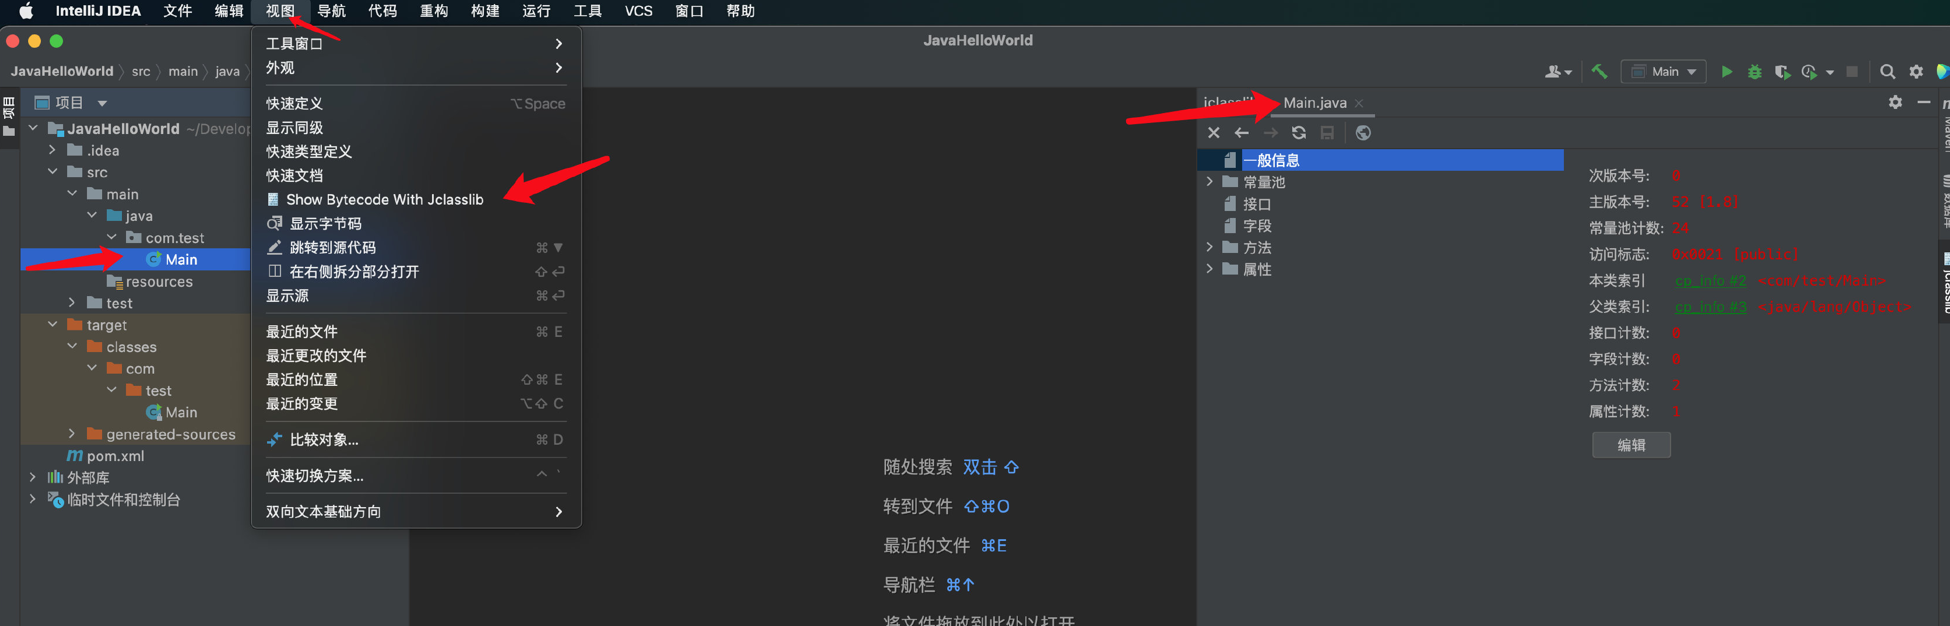 IntelliJ IDEA 文件 编辑 视图 导航 代码 重构 构建 运行 工具 VCS 窗口 帮助
JavaHelloWorld
JavaHelloWorld 〉 src 〉 main 〉 java
Main
项目
项目
JavaHelloWorld ~/Develop
.idea
src
main
java
com.test
Main
resources
test
target
classes
com
test
Main
generated-sources
pom.xml
外部库
临时文件和控制台
工具窗口
外观
快速定义 ⌥Space
显示同级
快速类型定义
快速文档
Show Bytecode With Jclasslib
显示字节码
跳转到源代码 ⌘▼
在右侧拆分部分打开 ⇧⏎
显示源 ⌘⏎
最近的文件 ⌘ E
最近更改的文件
最近的位置 ⇧⌘ E
最近的变更 ⌥⇧ C
比较对象... ⌘ D
快速切换方案... ^ `
双向文本基础方向
随处搜索 双击 ⇧
转到文件 ⇧⌘O
最近的文件 ⌘E
导航栏 ⌘↑
将文件拖放到此处以打开
Main.java
一般信息
常量池
接口
字段
方法
属性
次版本号: 0
主版本号: 52 [1.8]
常量池计数: 24
访问标志: 0x0021 [public]
本类索引 cp_info #2 <com/test/Main>
父类索引: cp_info #3 <java/lang/Object>
接口计数: 0
字段计数: 0
方法计数: 2
属性计数: 1
编辑
Maven
jclasslib